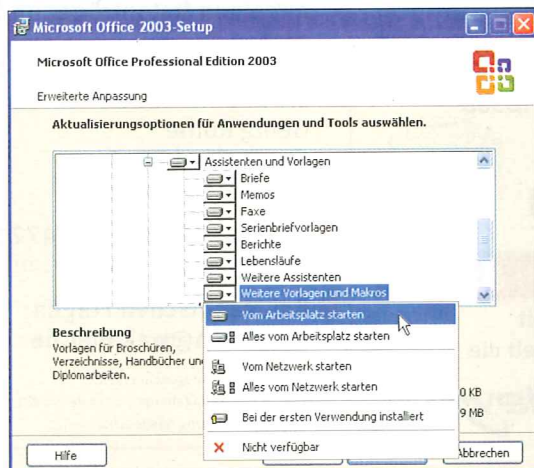 Microsoft Office 2003-Setup
Microsoft Office Professional Edition 2003
Erweiterte Anpassung
Aktualisierungsoptionen für Anwendungen und Tools auswählen.
Assistenten und Vorlagen
Briefe
Memos
Faxe
Serienbriefvorlagen
Berichte
Lebensläufe
Weitere Assistenten
Weitere Vorlagen und Makros
Vom Arbeitsplatz starten
Alles vom Arbeitsplatz starten
Vom Netzwerk starten
Alles vom Netzwerk starten
Bei der ersten Verwendung installiert
Nicht verfügbar
Beschreibung
Vorlagen für Broschüren,
Verzeichnisse, Handbücher
Diplomarbeiten.
0 KB
9 MB
Hilfe
Abbrechen